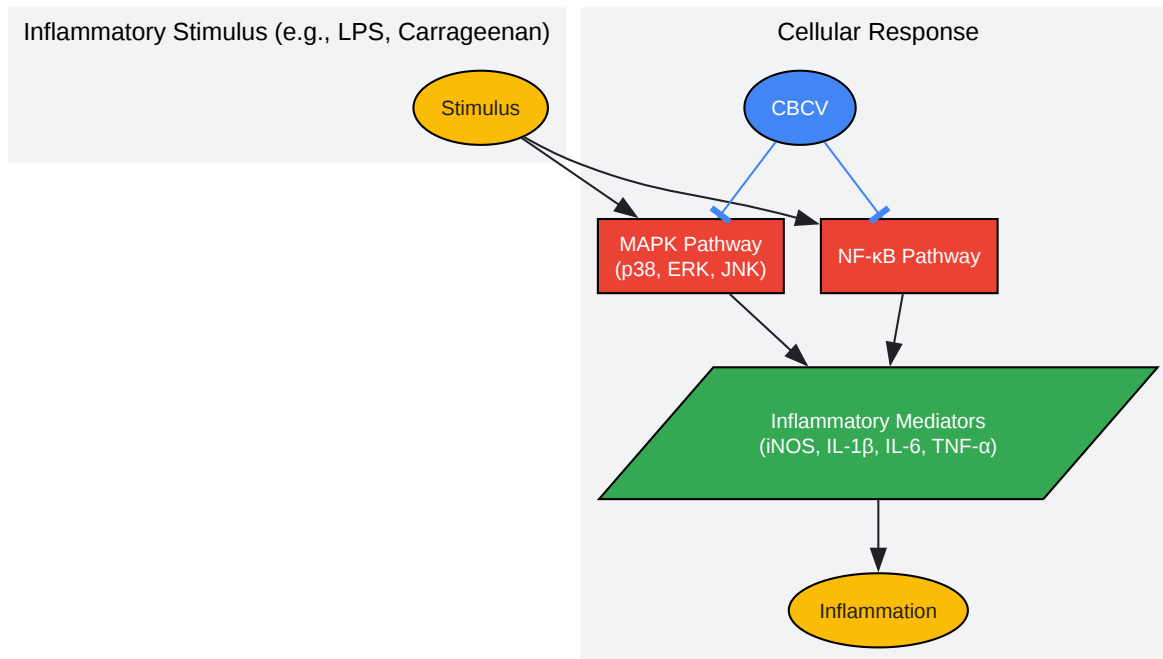 Inflammatory Stimulus (e.g., LPS, Carrageenan)
Cellular Response
Stimulus
CBCV
MAPK Pathway
(p38, ERK, JNK)
NF-κB Pathway
Inflammatory Mediators
(iNOS, IL-1β, IL-6, TNF-α)
Inflammation